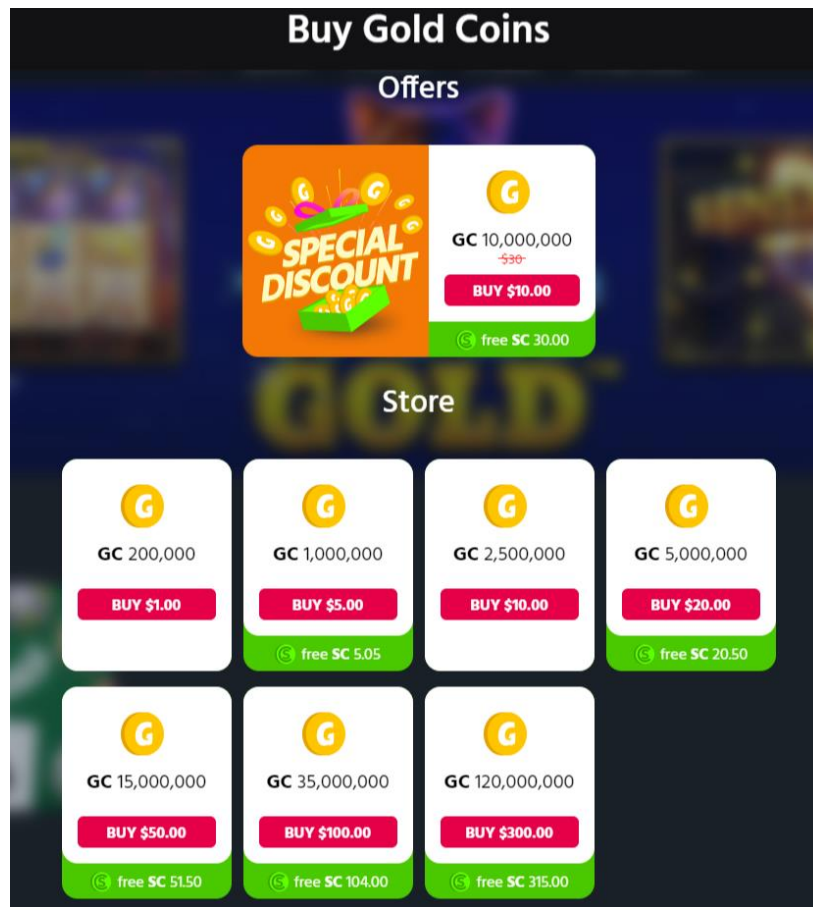 Buy Gold Coins
Offers
SPECIAL
DISCOUNT
GC 10,000,000
$30
BUY $10.00
free SC 30.00
GOLD
Store
GC 200,000
BUY $1.00
GC 1,000,000
BUY $5.00
free SC 5.05
GC 2,500,000
BUY $10.00
GC 5,000,000
BUY $20.00
free SC 20.50
GC 15,000,000
BUY $50.00
free SC 51.50
GC 35,000,000
BUY $100.00
free SC 104.00
GC 120,000,000
BUY $300.00
free SC 315.00